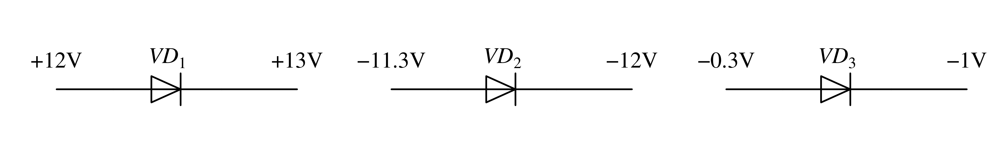 +12V VD₁ +13V −11.3V VD₂ −12V −0.3V VD₃ −1V